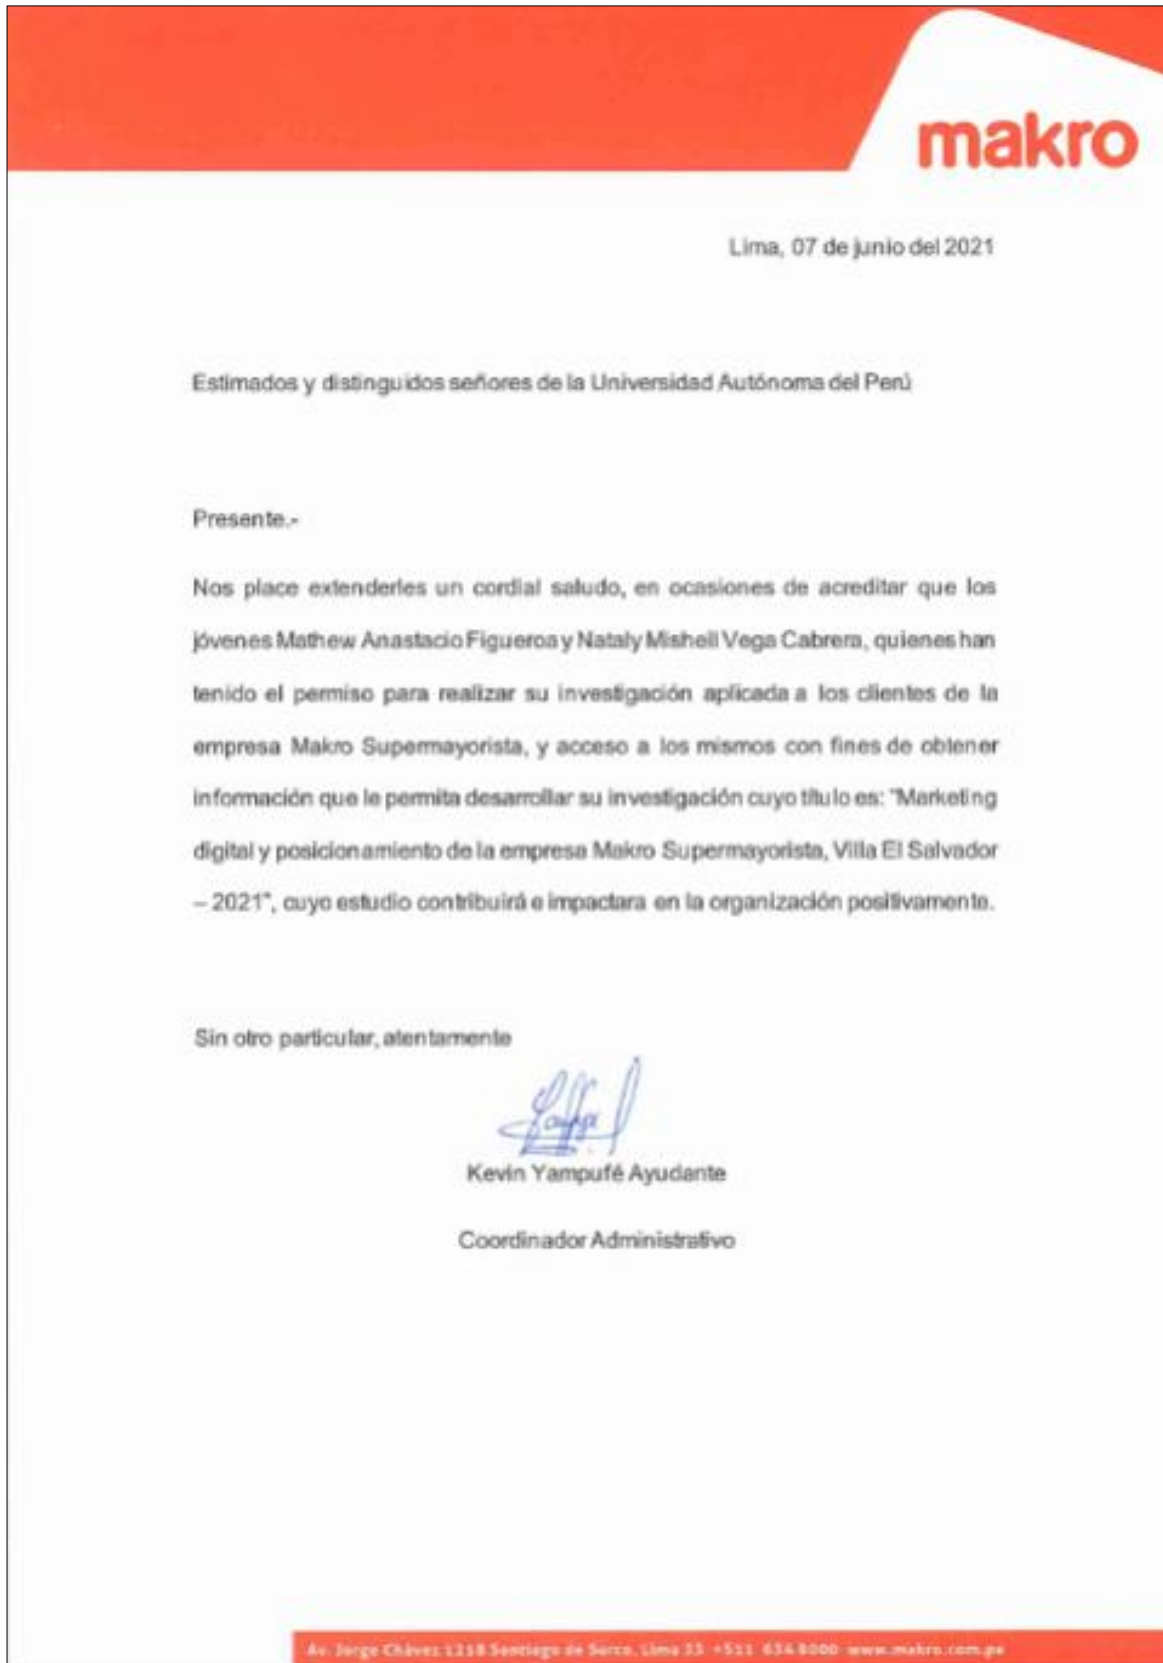 makro
Lima, 07 de junio del 2021
Estimados y distinguidos señores de la Universidad Autónoma del Perú
Presente.-
Nos place extenderles un cordial saludo, en ocasiones de acreditar que los
jóvenes Mathew Anastacio Figueroa y Nataly Mishell Vega Cabrera, quienes han
tenido el permiso para realizar su investigación aplicada a los clientes de la
empresa Makro Supermayorista, y acceso a los mismos con fines de obtener
información que le permita desarrollar su investigación cuyo título es: "Marketing
digital y posicionamiento de la empresa Makro Supermayorista, Villa El Salvador
– 2021", cuyo estudio contribuirá e impactara en la organización positivamente.
Sin otro particular, atentamente
Kevin Yampufé Ayudante
Coordinador Administrativo
Av. Jorge Chávez 1218 Santiago de Surco, Lima 33 +511 634 8000 www.makro.com.pe